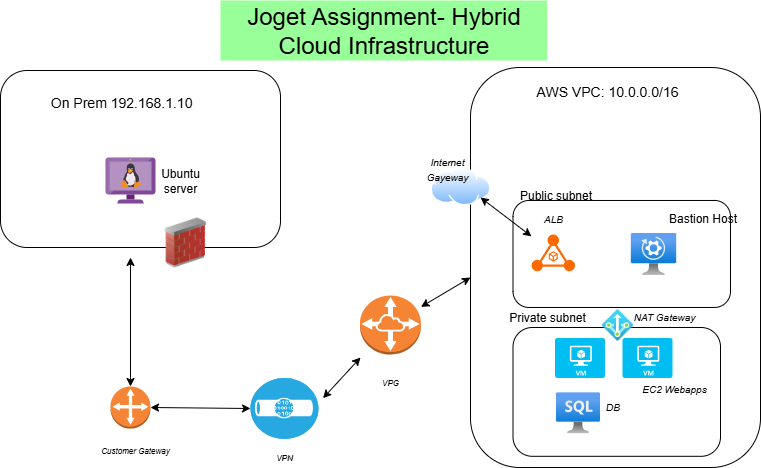 Joget Assignment- Hybrid
Cloud Infrastructure
On Prem 192.168.1.10
AWS VPC: 10.0.0.0/16
Ubuntu
server
Internet
Gayeway
Public subnet
ALB
Bastion Host
Private subnet
NAT Gateway
VM
VM
EC2 Webapps
SQL
DB
VPG
Customer Gateway
VPN